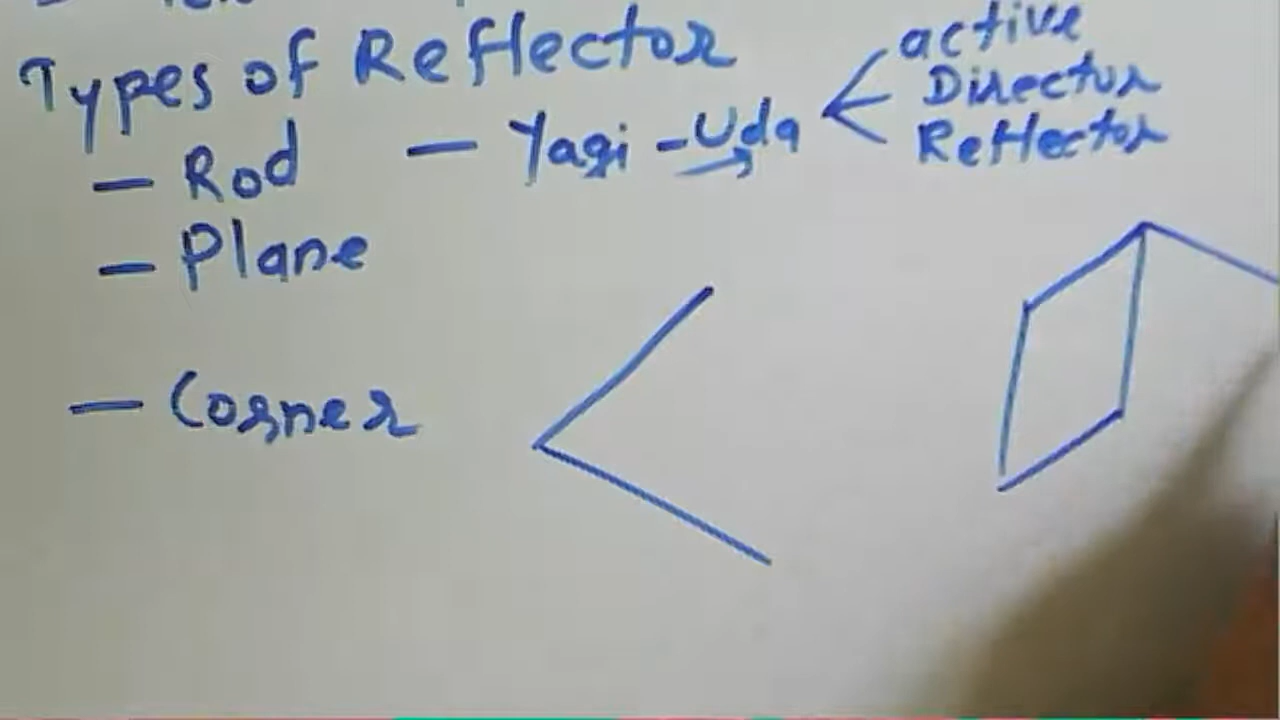 Types of Reflector
active
Director
Reflector
- Rod - Yagi-Uda
- Plane
- Corner